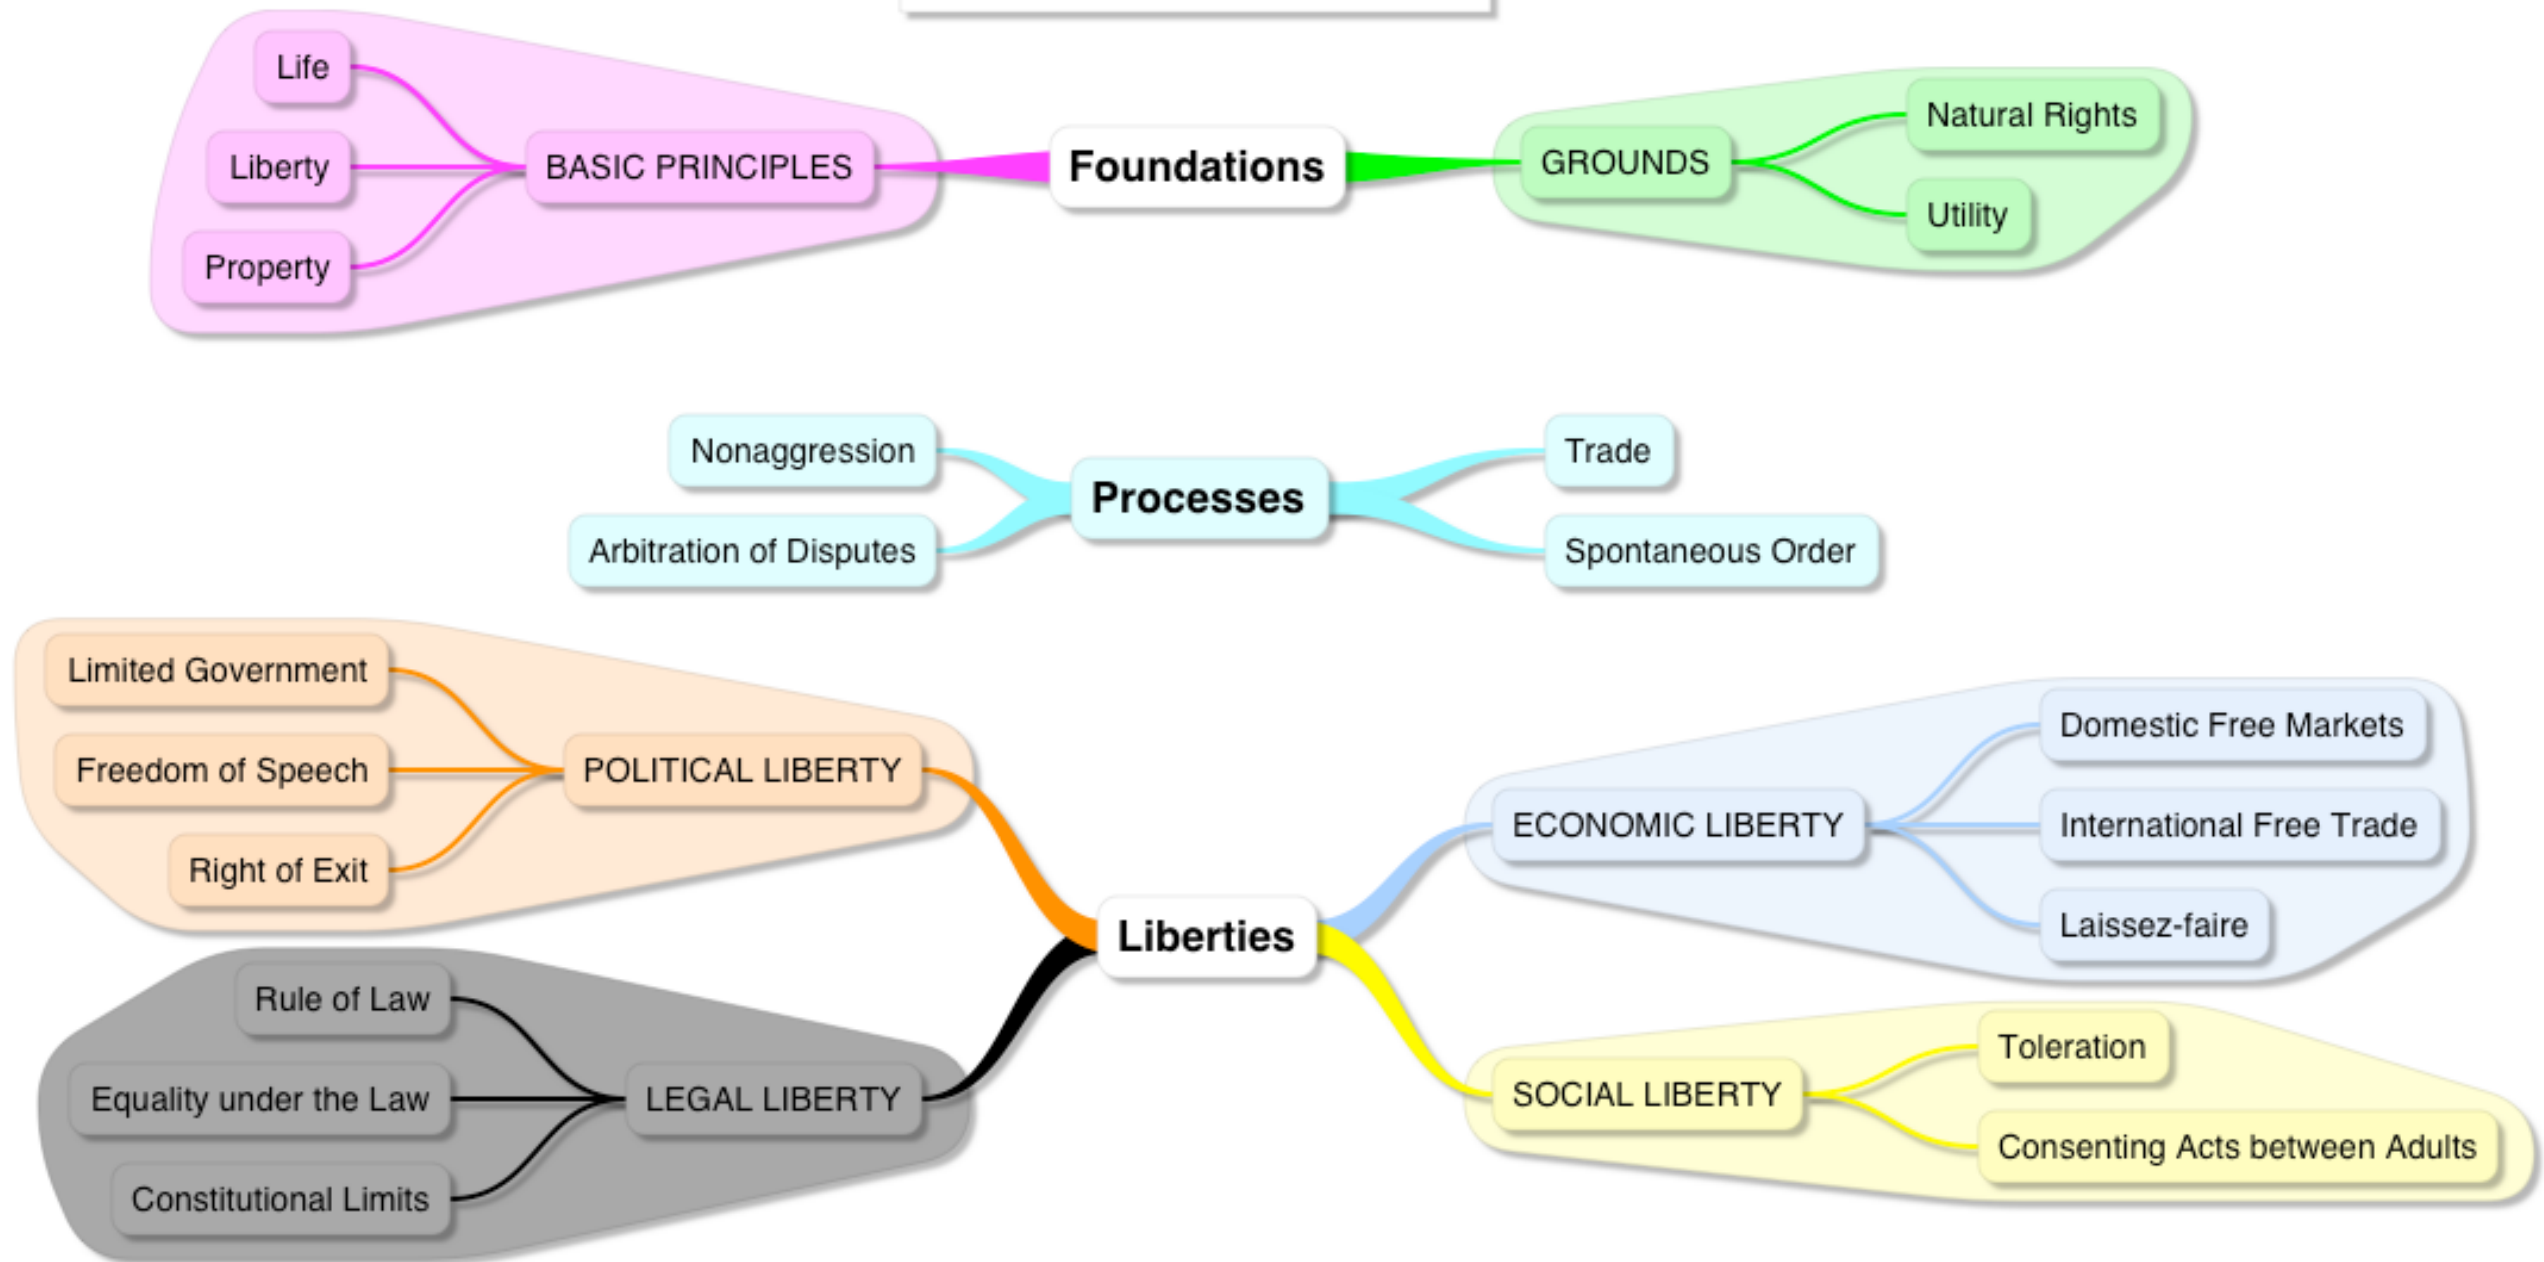 Life
Liberty
Property
BASIC PRINCIPLES
Foundations
GROUNDS
Natural Rights
Utility
Nonaggression
Arbitration of Disputes
Processes
Trade
Spontaneous Order
Limited Government
Freedom of Speech
Right of Exit
POLITICAL LIBERTY
Rule of Law
Equality under the Law
Constitutional Limits
LEGAL LIBERTY
Liberties
ECONOMIC LIBERTY
Domestic Free Markets
International Free Trade
Laissez-faire
SOCIAL LIBERTY
Toleration
Consenting Acts between Adults